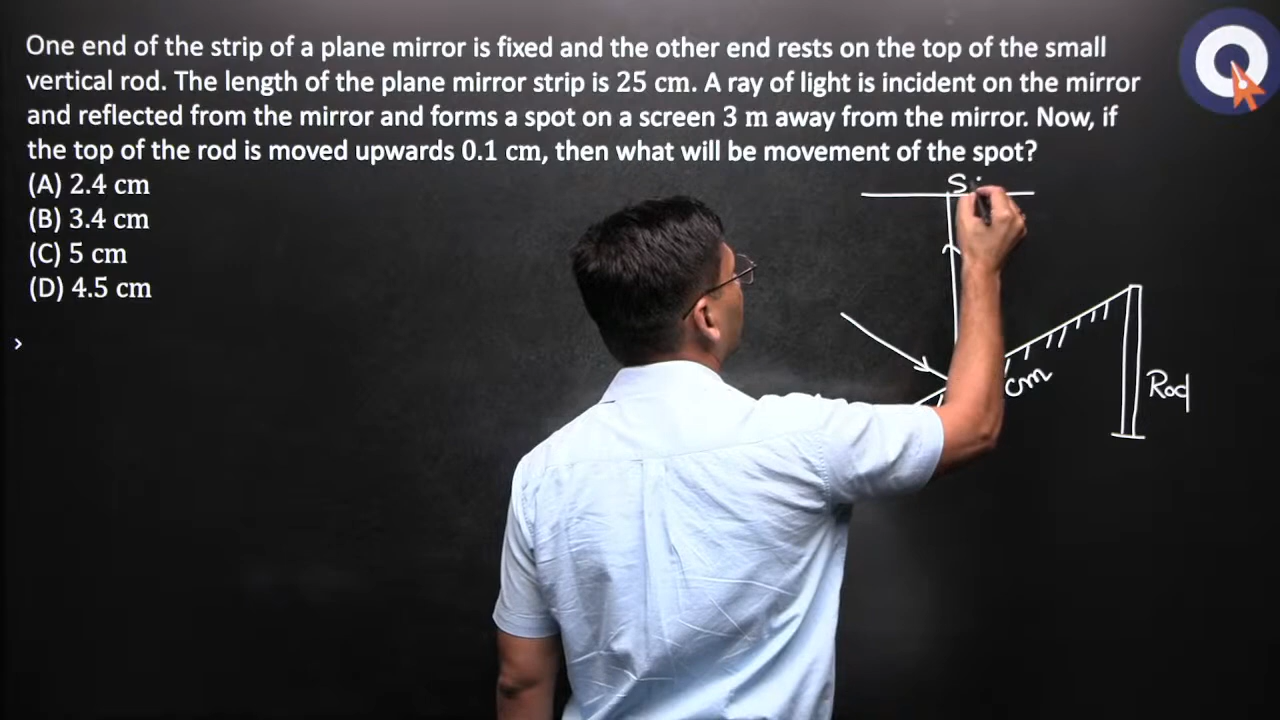 One end of the strip of a plane mirror is fixed and the other end rests on the top of the small
vertical rod. The length of the plane mirror strip is 25 cm. A ray of light is incident on the mirror
and reflected from the mirror and forms a spot on a screen 3 m away from the mirror. Now, if
the top of the rod is moved upwards 0.1 cm, then what will be movement of the spot?
(A) 2.4 cm
(B) 3.4 cm
(C) 5 cm
(D) 4.5 cm
S
cm
Rod